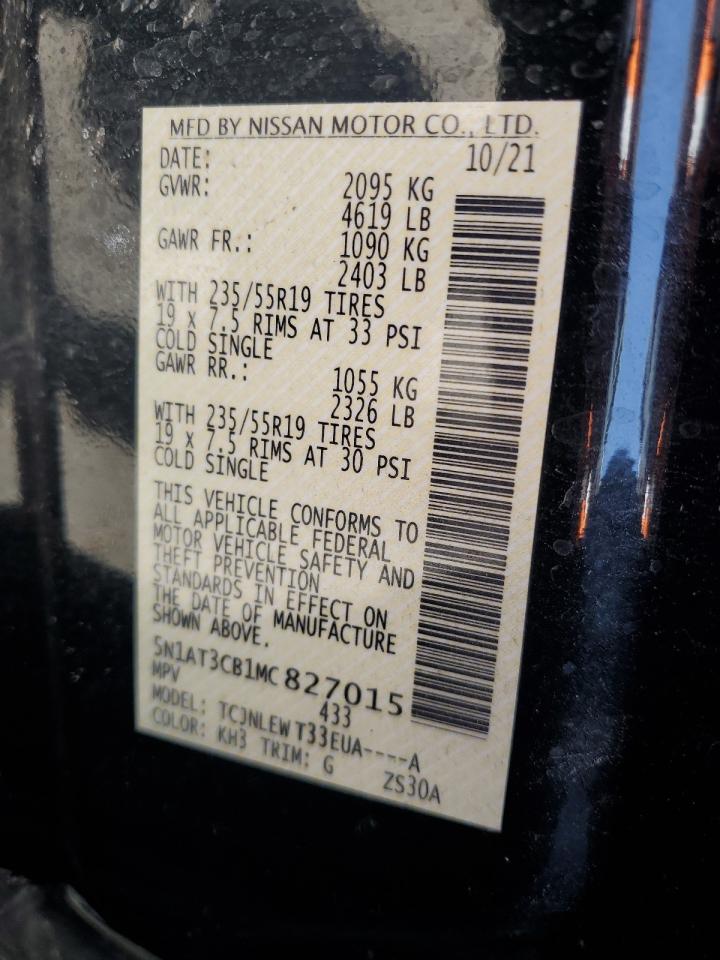 MFD BY NISSAN MOTOR CO., LTD.
DATE: 10/21
GVWR: 2095 KG
4619 LB
GAWR FR.: 1090 KG
2403 LB
WITH 235/55R19 TIRES
19 x 7.5 RIMS AT 33 PSI
COLD SINGLE
GAWR RR.: 1055 KG
2326 LB
WITH 235/55R19 TIRES
19 x 7.5 RIMS AT 30 PSI
COLD SINGLE
THIS VEHICLE CONFORMS TO
ALL APPLICABLE FEDERAL
MOTOR VEHICLE SAFETY AND
THEFT PREVENTION
STANDARDS IN EFFECT ON
THE DATE OF MANUFACTURE
SHOWN ABOVE.
5N1AT3CB1MC827015
MPV 433
MODEL: TCJNLEWT33EUA----A
COLOR: KH3 TRIM: G ZS30A